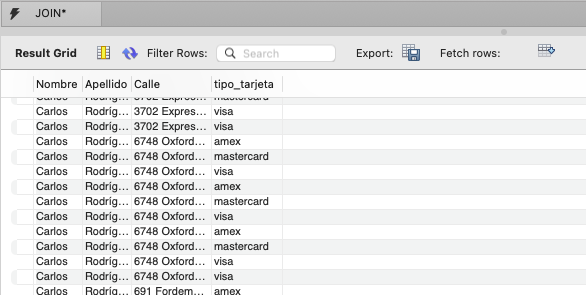 JOIN*
Result Grid Filter Rows: Search Export: Fetch rows:
Nombre Apellido Calle tipo_tarjeta
Carlos Rodríg... 3702 Expres... mastercard
Carlos Rodríg... 3702 Expres... visa
Carlos Rodríg... 3702 Expres... visa
Carlos Rodríg... 6748 Oxford... amex
Carlos Rodríg... 6748 Oxford... mastercard
Carlos Rodríg... 6748 Oxford... visa
Carlos Rodríg... 6748 Oxford... amex
Carlos Rodríg... 6748 Oxford... mastercard
Carlos Rodríg... 6748 Oxford... visa
Carlos Rodríg... 6748 Oxford... amex
Carlos Rodríg... 6748 Oxford... mastercard
Carlos Rodríg... 6748 Oxford... visa
Carlos Rodríg... 6748 Oxford... visa
Carlos Rodríg... 691 Fordem... amex